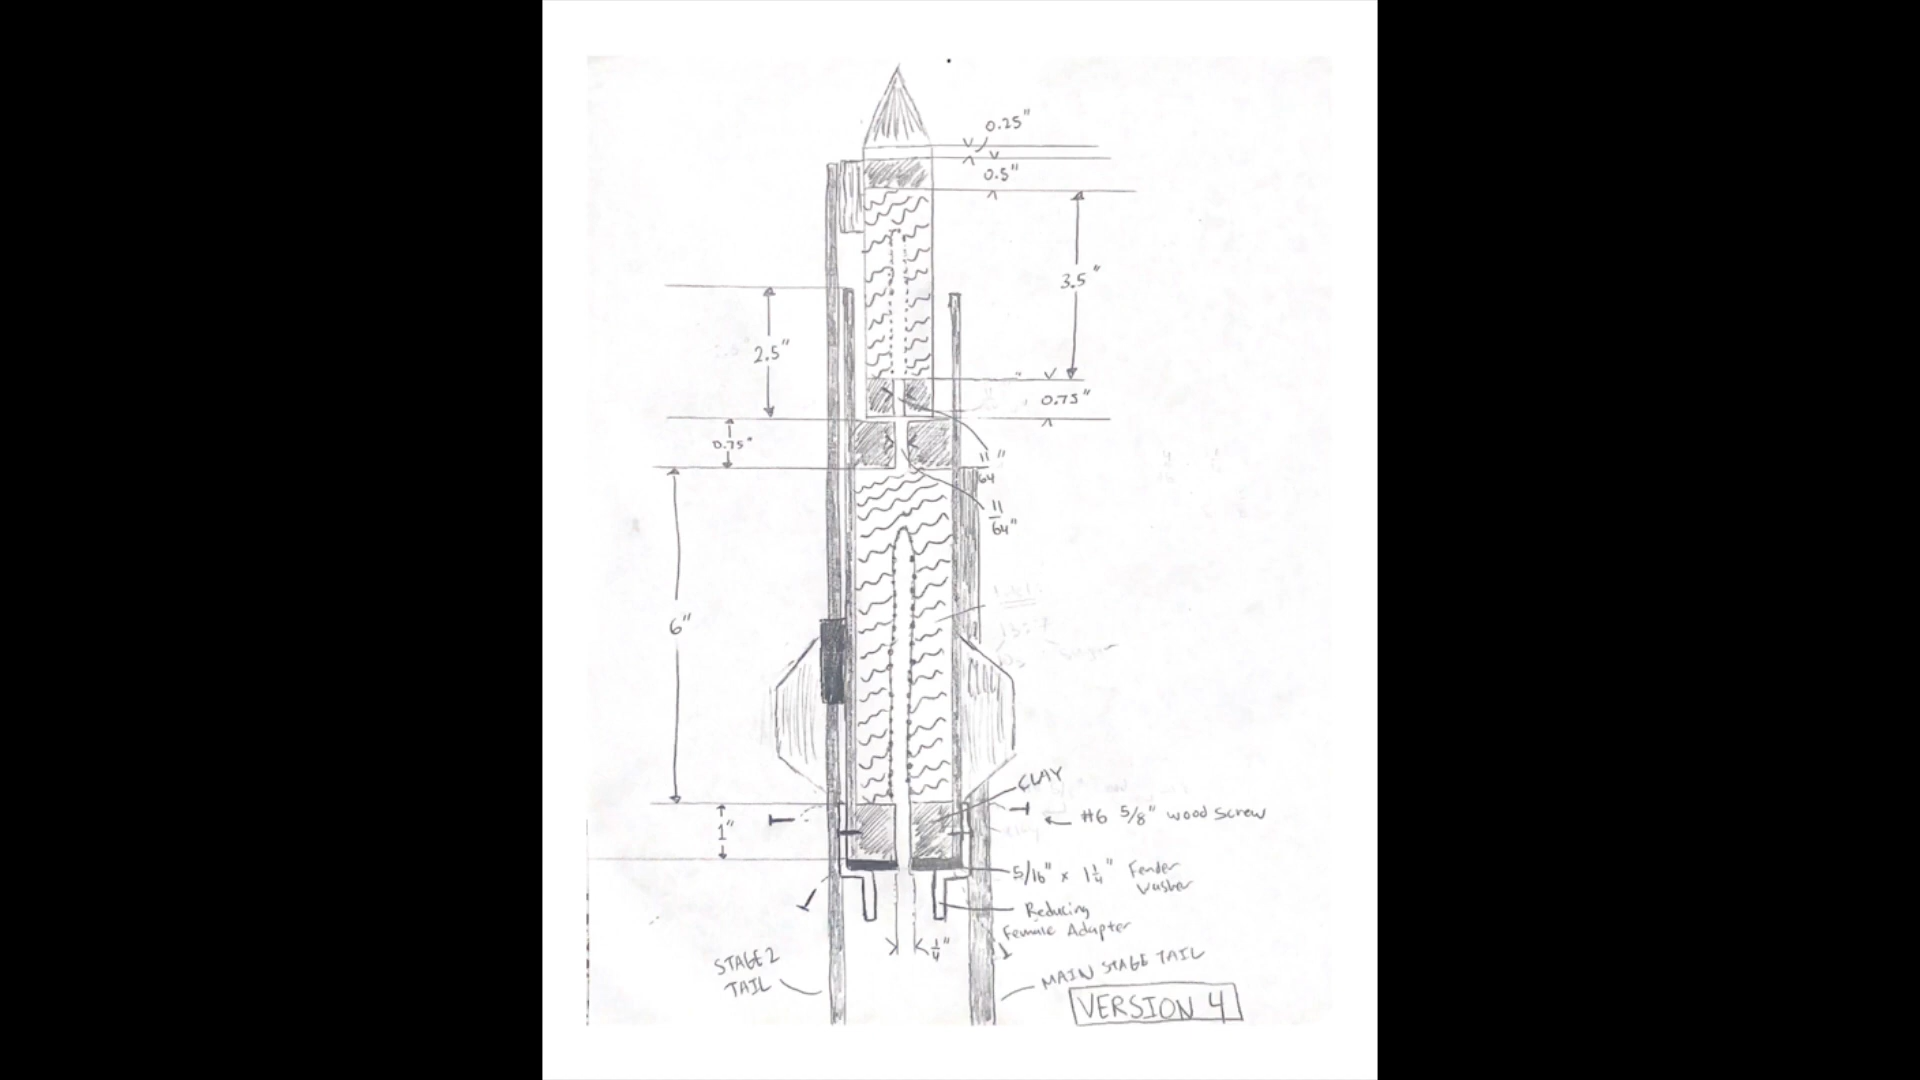 0.25"
0.5"
3.5"
2.5"
0.75"
0.75"
11"
64
11
64"
6"
CLAY
1"
#6 5/8" wood screw
5/16" x 1 1/4" Fender
washer
Reducing
Female Adapter
1/4"
STAGE 2
TAIL
MAIN STAGE TAIL
VERSION 4